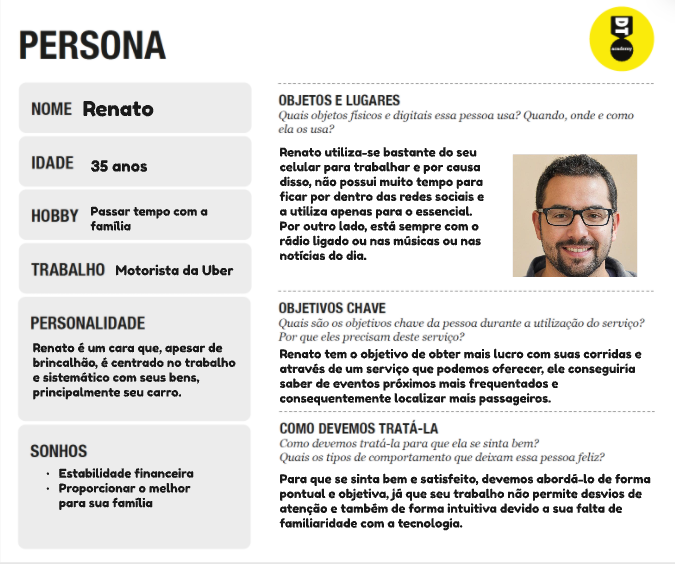 PERSONA
DT
academy
NOME Renato
IDADE 35 anos
HOBBY Passar tempo com a
família
TRABALHO Motorista da Uber
PERSONALIDADE
Renato é um cara que, apesar de
brincalhão, é centrado no trabalho
e sistemático com seus bens,
principalmente seu carro.
SONHOS
• Estabilidade financeira
• Proporcionar o melhor
para sua família
OBJETOS E LUGARES
Quais objetos físicos e digitais essa pessoa usa? Quando, onde e como
ela os usa?
Renato utiliza-se bastante do seu
celular para trabalhar e por causa
disso, não possui muito tempo para
ficar por dentro das redes sociais e
a utiliza apenas para o essencial.
Por outro lado, está sempre com o
rádio ligado ou nas músicas ou nas
notícias do dia.
OBJETIVOS CHAVE
Quais são os objetivos chave da pessoa durante a utilização do serviço?
Por que eles precisam deste serviço?
Renato tem o objetivo de obter mais lucro com suas corridas e
através de um serviço que podemos oferecer, ele conseguiria
saber de eventos próximos mais frequentados e
consequentemente localizar mais passageiros.
COMO DEVEMOS TRATÁ-LA
Como devemos tratá-la para que ela se sinta bem?
Quais os tipos de comportamento que deixam essa pessoa feliz?
Para que se sinta bem e satisfeito, devemos abordá-lo de forma
pontual e objetiva, já que seu trabalho não permite desvios de
atenção e também de forma intuitiva devido a sua falta de
familiaridade com a tecnologia.